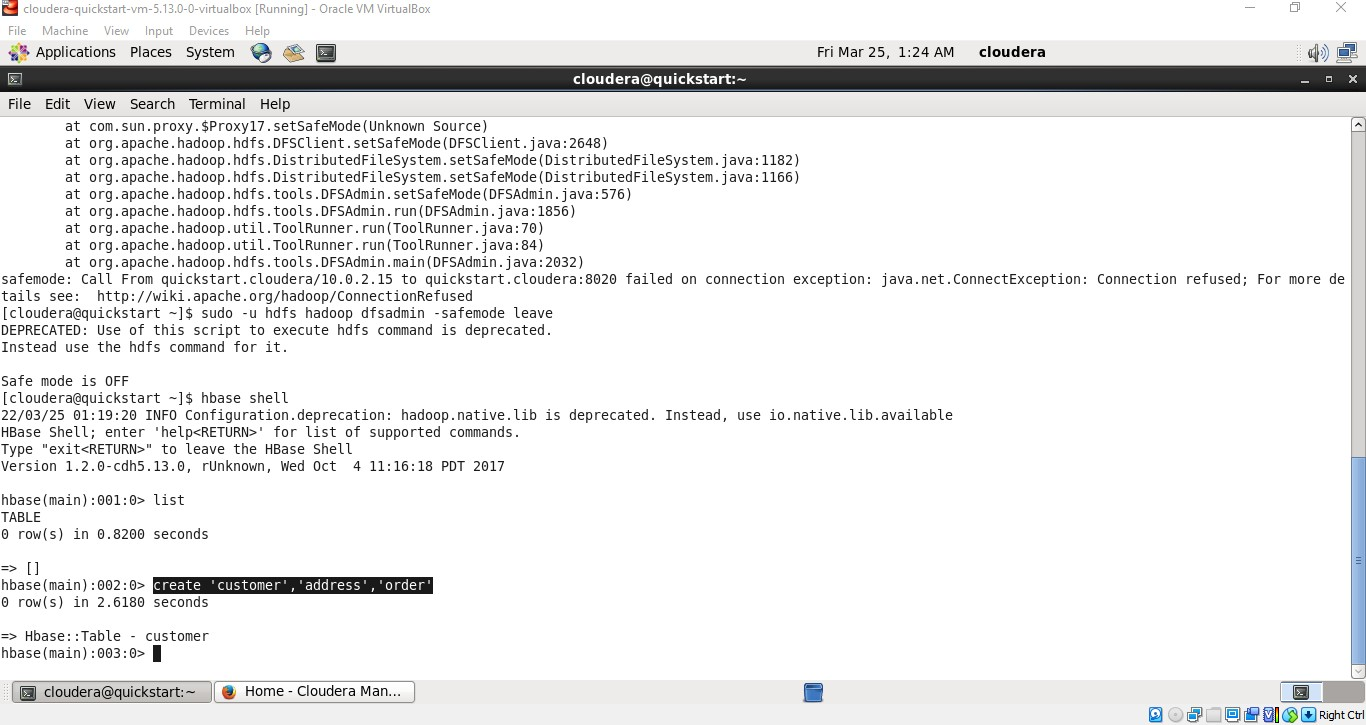 cloudera-quickstart-vm-5.13.0-0-virtualbox [Running] - Oracle VM VirtualBox
File Machine View Input Devices Help
Applications Places System Fri Mar 25, 1:24 AM cloudera
cloudera@quickstart:~
File Edit View Search Terminal Help
at com.sun.proxy.$Proxy17.setSafeMode(Unknown Source)
at org.apache.hadoop.hdfs.DFSClient.setSafeMode(DFSClient.java:2648)
at org.apache.hadoop.hdfs.DistributedFileSystem.setSafeMode(DistributedFileSystem.java:1182)
at org.apache.hadoop.hdfs.DistributedFileSystem.setSafeMode(DistributedFileSystem.java:1166)
at org.apache.hadoop.hdfs.tools.DFSAdmin.setSafeMode(DFSAdmin.java:576)
at org.apache.hadoop.hdfs.tools.DFSAdmin.run(DFSAdmin.java:1856)
at org.apache.hadoop.util.ToolRunner.run(ToolRunner.java:70)
at org.apache.hadoop.util.ToolRunner.run(ToolRunner.java:84)
at org.apache.hadoop.hdfs.tools.DFSAdmin.main(DFSAdmin.java:2032)
safemode: Call From quickstart.cloudera/10.0.2.15 to quickstart.cloudera:8020 failed on connection exception: java.net.ConnectException: Connection refused; For more de
tails see:  http://wiki.apache.org/hadoop/ConnectionRefused
[cloudera@quickstart ~]$ sudo -u hdfs hadoop dfsadmin -safemode leave
DEPRECATED: Use of this script to execute hdfs command is deprecated.
Instead use the hdfs command for it.
Safe mode is OFF
[cloudera@quickstart ~]$ hbase shell
22/03/25 01:19:20 INFO Configuration.deprecation: hadoop.native.lib is deprecated. Instead, use io.native.lib.available
HBase Shell; enter 'help<RETURN>' for list of supported commands.
Type "exit<RETURN>" to leave the HBase Shell
Version 1.2.0-cdh5.13.0, rUnknown, Wed Oct  4 11:16:18 PDT 2017
hbase(main):001:0> list
TABLE
0 row(s) in 0.8200 seconds
=> []
hbase(main):002:0> create 'customer','address','order'
0 row(s) in 2.6180 seconds
=> Hbase::Table - customer
hbase(main):003:0>
cloudera@quickstart:~ Home - Cloudera Man...
Right Ctrl